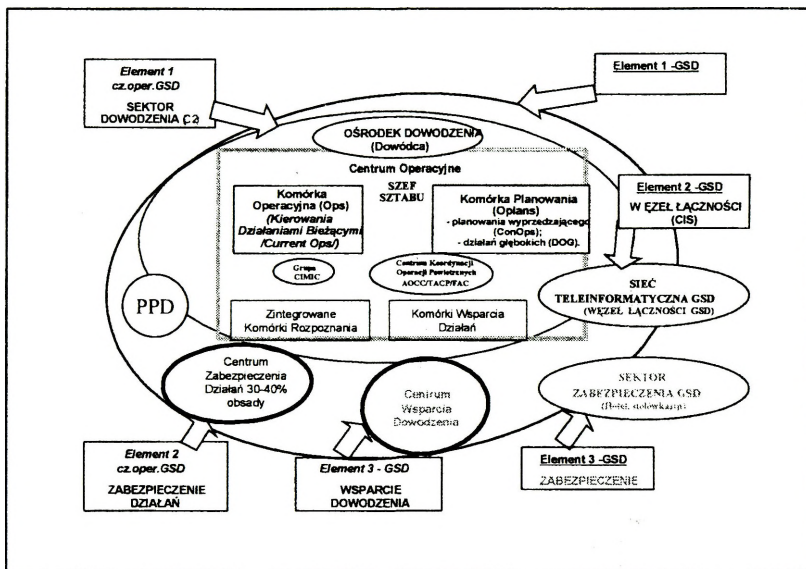 Element 1
cz.oper.GSD
SEKTOR
DOWODZENIA (C2)
Element 1 -GSD
OŚRODEK DOWODZENIA
(Dowódca)
Centrum Operacyjne
SZEF
SZTABU
Komórka
Operacyjna (Ops)
(Kierowania
Działaniami Bieżącymi
/Current Ops/)
Komórka Planowania
(Oplans)
- planowania wyprzedzającego
(ConOps);
- działań głębokich (DOG).
Element 2 -GSD
WĘZEŁ ŁĄCZNOŚCI
(CIS)
Grupa
CIMIC
Centrum Koordynacji
Operacji Powietrznych
AOCC/TACP/FAC
PPD
SIEĆ
TELEINFORMATYCZNA GSD
(WĘZEŁ ŁĄCZNOŚCI GSD)
Zintegrowane
Komórki Rozpoznania
Komórki Wsparcia
Działań
Centrum
Zabezpieczenia
Działań 30-40%
obsady
Centrum
Wsparcia
Dowodzenia
SEKTOR
ZABEZPIECZENIA GSD
(Hotel,
Element 2
cz.oper.GSD
ZABEZPIECZENIE
DZIAŁAŃ
Element 3 - GSD
WSPARCIE
DOWODZENIA
Element 3 -GSD
ZABEZPIECZENIE